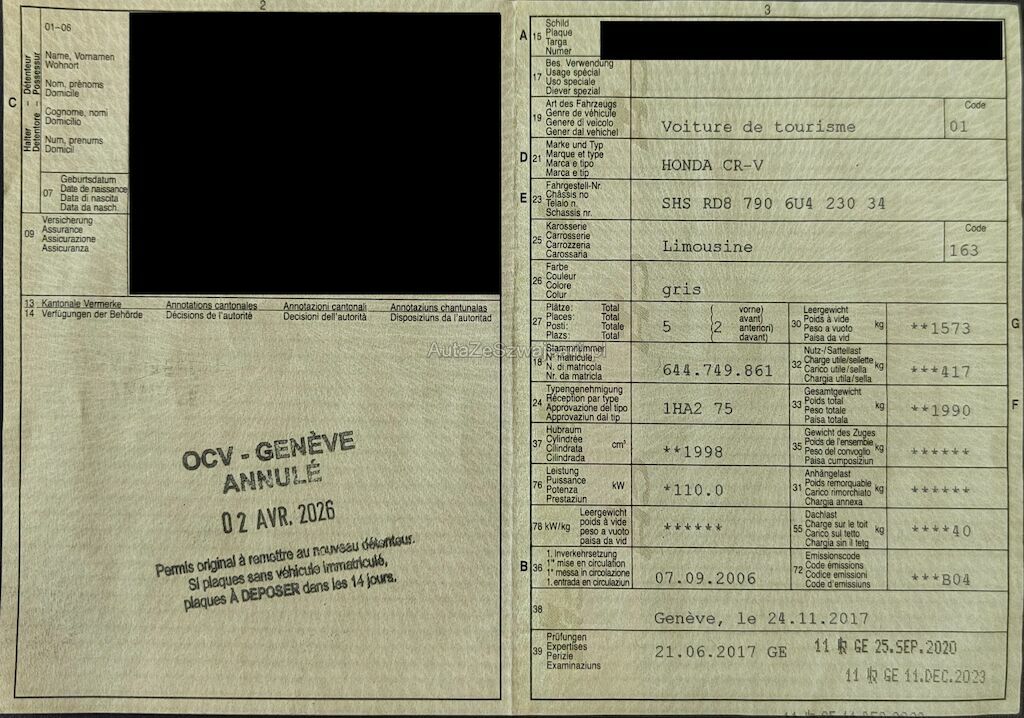 2
01–06
Name, Vornamen
Wohnort
Nom, prénoms
Domicile
Cognome, nomi
Domicilio
Num, prenums
Domicil
C
Halter – Détenteur
Detentore – Possessur
07
Geburtsdatum
Date de naissance
Data di nascita
Data da nasch.
09
Versicherung
Assurance
Assicurazione
Assicuranza
13 Kantonale Vermerke Annotations cantonales Annotazioni cantonali Annotaziuns chantunalas
14 Verfügungen der Behörde Décisions de l'autorité Decisioni dell'autorità Disposiziuns da l'autoritad
OCV - GENÈVE
ANNULÉ
02 AVR. 2026
Permis original à remettre au nouveau détenteur.
Si plaques sans véhicule immatriculé,
plaques À DEPOSER dans les 14 jours.
3
A 15
Schild
Plaque
Targa
Numer
17
Bes. Verwendung
Usage spécial
Uso speciale
Diever spezial
19
Art des Fahrzeugs
Genre de véhicule
Genere di veicolo
Gener dal vehichel
Voiture de tourisme
Code
01
D 21
Marke und Typ
Marque et type
Marca e tipo
Marca e tip
HONDA CR-V
E 23
Fahrgestell-Nr.
Châssis no
Telaio n.
Schassis nr.
SHS RD8 790 6U4 230 34
25
Karosserie
Carrosserie
Carrozzeria
Carossaria
Limousine
Code
163
26
Farbe
Couleur
Colore
Colur
gris
27
Plätze: Total
Places: Total
Posti: Totale
Plazs: Total
5 (2
vorne)
avant)
anteriori)
davant)
30
Leergewicht
Poids à vide
Peso a vuoto
Paisa da vid
kg
**1573
G
18
Stammnummer
N° matricule
N. di matricola
Nr. da matricla
644.749.861
32
Nutz-/Sattellast
Charge utile/sellette
Carico utile/sella
Chargia utila/sella
kg
***417
24
Typengenehmigung
Réception par type
Approvazione del tipo
Approvaziun dal tip
1HA2 75
33
Gesamtgewicht
Poids total
Peso totale
Paisa totala
kg
**1990
F
37
Hubraum
Cylindrée
Cilindrata
Cilindrada
cm³
**1998
35
Gewicht des Zuges
Poids de l'ensemble
Peso del convoglio
Paisa cumposiziun
kg
******
76
Leistung
Puissance
Potenza
Prestaziun
kW
*110.0
31
Anhängelast
Poids remorquable
Carico rimorchiato
Chargia annexa
kg
******
78 kW/kg
Leergewicht
poids à vide
peso a vuoto
paisa da vid
******
55
Dachlast
Charge sur le toit
Carico sul tetto
Chargia sin il tetg
kg
****40
B 36
1. Inverkehrsetzung
1re mise en circulation
1a messa in circolazione
1. entrada en circulaziun
07.09.2006
72
Emissionscode
Code émissions
Codice emissioni
Code d'emissiuns
***B04
38
Genève, le 24.11.2017
39
Prüfungen
Expertises
Perizie
Examinaziuns
21.06.2017 GE
GE 25.SEP.2020
GE 11.DEC.2023